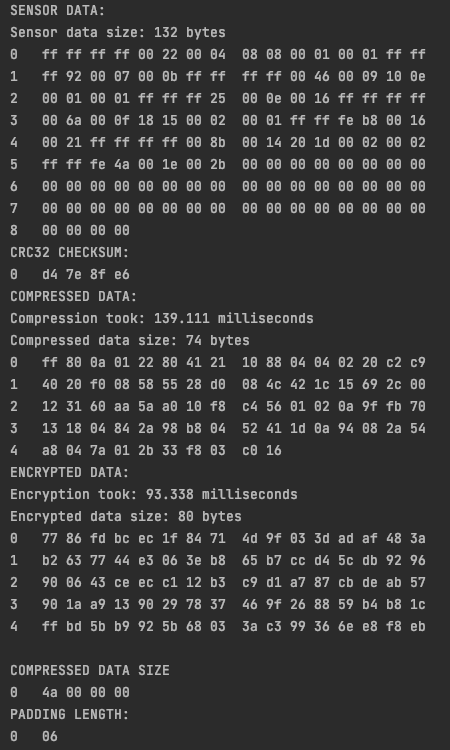 SENSOR DATA:
Sensor data size: 132 bytes
0   ff ff ff ff 00 22 00 04  08 08 00 01 00 01 ff ff
1   ff 92 00 07 00 0b ff ff  ff ff 00 46 00 09 10 0e
2   00 01 00 01 ff ff ff 25  00 0e 00 16 ff ff ff ff
3   00 6a 00 0f 18 15 00 02  00 01 ff ff fe b8 00 16
4   00 21 ff ff ff ff 00 8b  00 14 20 1d 00 02 00 02
5   ff ff fe 4a 00 1e 00 2b  00 00 00 00 00 00 00 00
6   00 00 00 00 00 00 00 00  00 00 00 00 00 00 00 00
7   00 00 00 00 00 00 00 00  00 00 00 00 00 00 00 00
8   00 00 00 00
CRC32 CHECKSUM:
0   d4 7e 8f e6
COMPRESSED DATA:
Compression took: 139.111 milliseconds
Compressed data size: 74 bytes
0   ff 80 0a 01 22 80 41 21  10 88 04 04 02 20 c2 c9
1   40 20 f0 08 58 55 28 d0  08 4c 42 1c 15 69 2c 00
2   12 31 60 aa 5a a0 10 f8  c4 56 01 02 0a 9f fb 70
3   13 18 04 84 2a 98 b8 04  52 41 1d 0a 94 08 2a 54
4   a8 04 7a 01 2b 33 f8 03  c0 16
ENCRYPTED DATA:
Encryption took: 93.338 milliseconds
Encrypted data size: 80 bytes
0   77 86 fd bc ec 1f 84 71  4d 9f 03 3d ad af 48 3a
1   b2 63 77 44 e3 06 3e b8  65 b7 cc d4 5c db 92 96
2   90 06 43 ce ec c1 12 b3  c9 d1 a7 87 cb de ab 57
3   90 1a a9 13 90 29 78 37  46 9f 26 88 59 b4 b8 1c
4   ff bd 5b b9 92 5b 68 03  3a c3 99 36 6e e8 f8 eb
COMPRESSED DATA SIZE
0   4a 00 00 00
PADDING LENGTH:
0   06